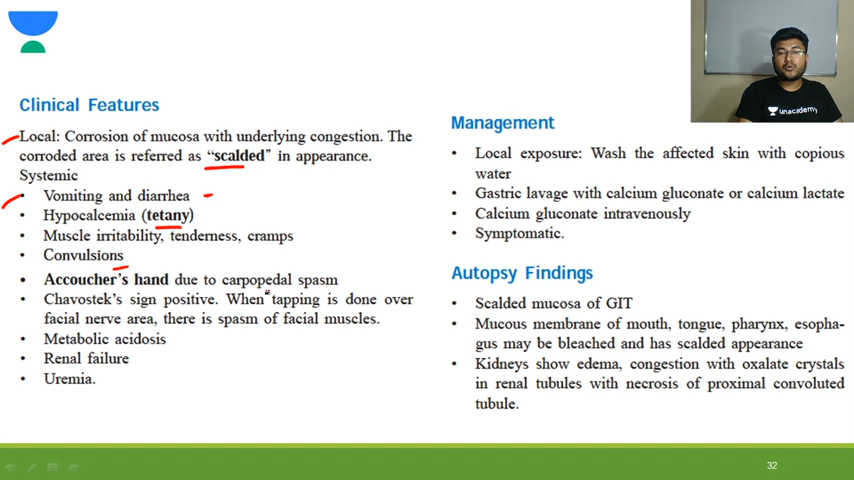 Clinical Features
Local: Corrosion of mucosa with underlying congestion. The
corroded area is referred as “scalded” in appearance.
Systemic
• Vomiting and diarrhea
• Hypocalcemia (tetany)
• Muscle irritability, tenderness, cramps
• Convulsions
• Accoucher's hand due to carpopedal spasm
• Chavostek's sign positive. When tapping is done over
facial nerve area, there is spasm of facial muscles.
• Metabolic acidosis
• Renal failure
• Uremia.
Management
• Local exposure: Wash the affected skin with copious
water
• Gastric lavage with calcium gluconate or calcium lactate
• Calcium gluconate intravenously
• Symptomatic.
Autopsy Findings
• Scalded mucosa of GIT
• Mucous membrane of mouth, tongue, pharynx, esopha-
gus may be bleached and has scalded appearance
• Kidneys show edema, congestion with oxalate crystals
in renal tubules with necrosis of proximal convoluted
tubule.
unacademy
32